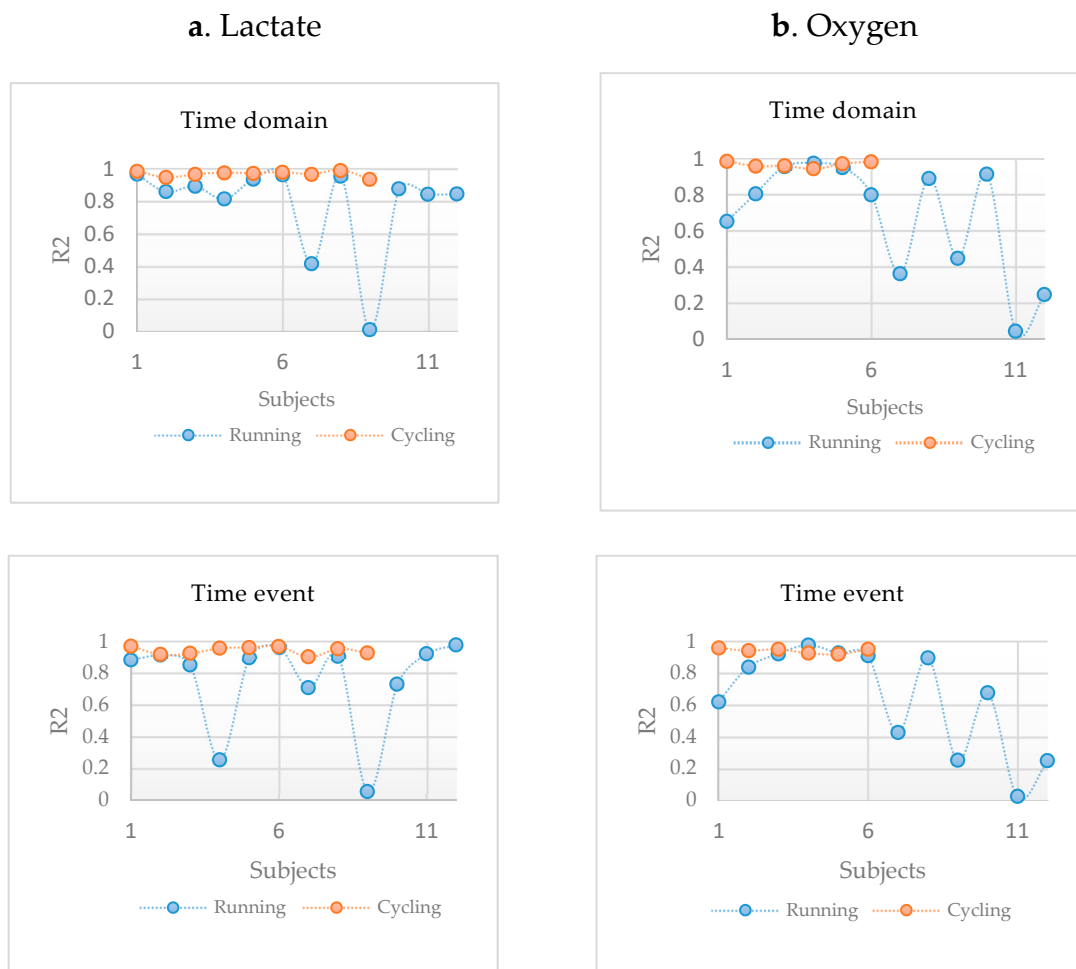 a. Lactate
b. Oxygen
Time domain
1
0.8
0.6
0.4
0.2
0
R2
1 6 11
Subjects
Running Cycling
Time domain
1
0.8
0.6
0.4
0.2
0
R2
1 6 11
Subjects
Running Cycling
Time event
1
0.8
0.6
0.4
0.2
0
R2
1 6 11
Subjects
Running Cycling
Time event
1
0.8
0.6
0.4
0.2
0
R2
1 6 11
Subjects
Running Cycling